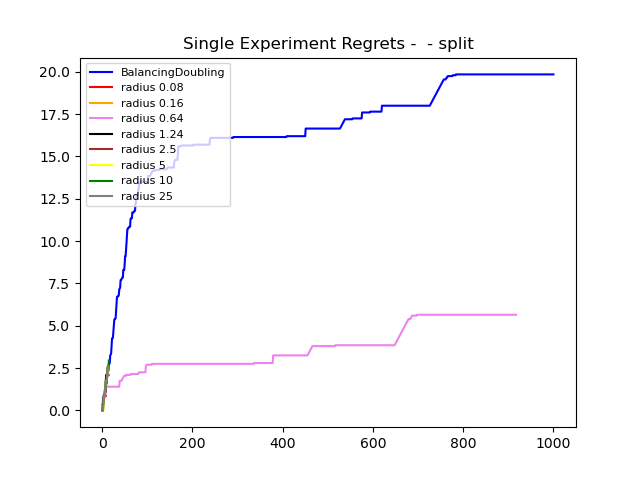 Single Experiment Regrets -  - split
20.0
17.5
15.0
12.5
10.0
7.5
5.0
2.5
0.0
BalancingDoubling
radius 0.08
radius 0.16
radius 0.64
radius 1.24
radius 2.5
radius 5
radius 10
radius 25
0 200 400 600 800 1000